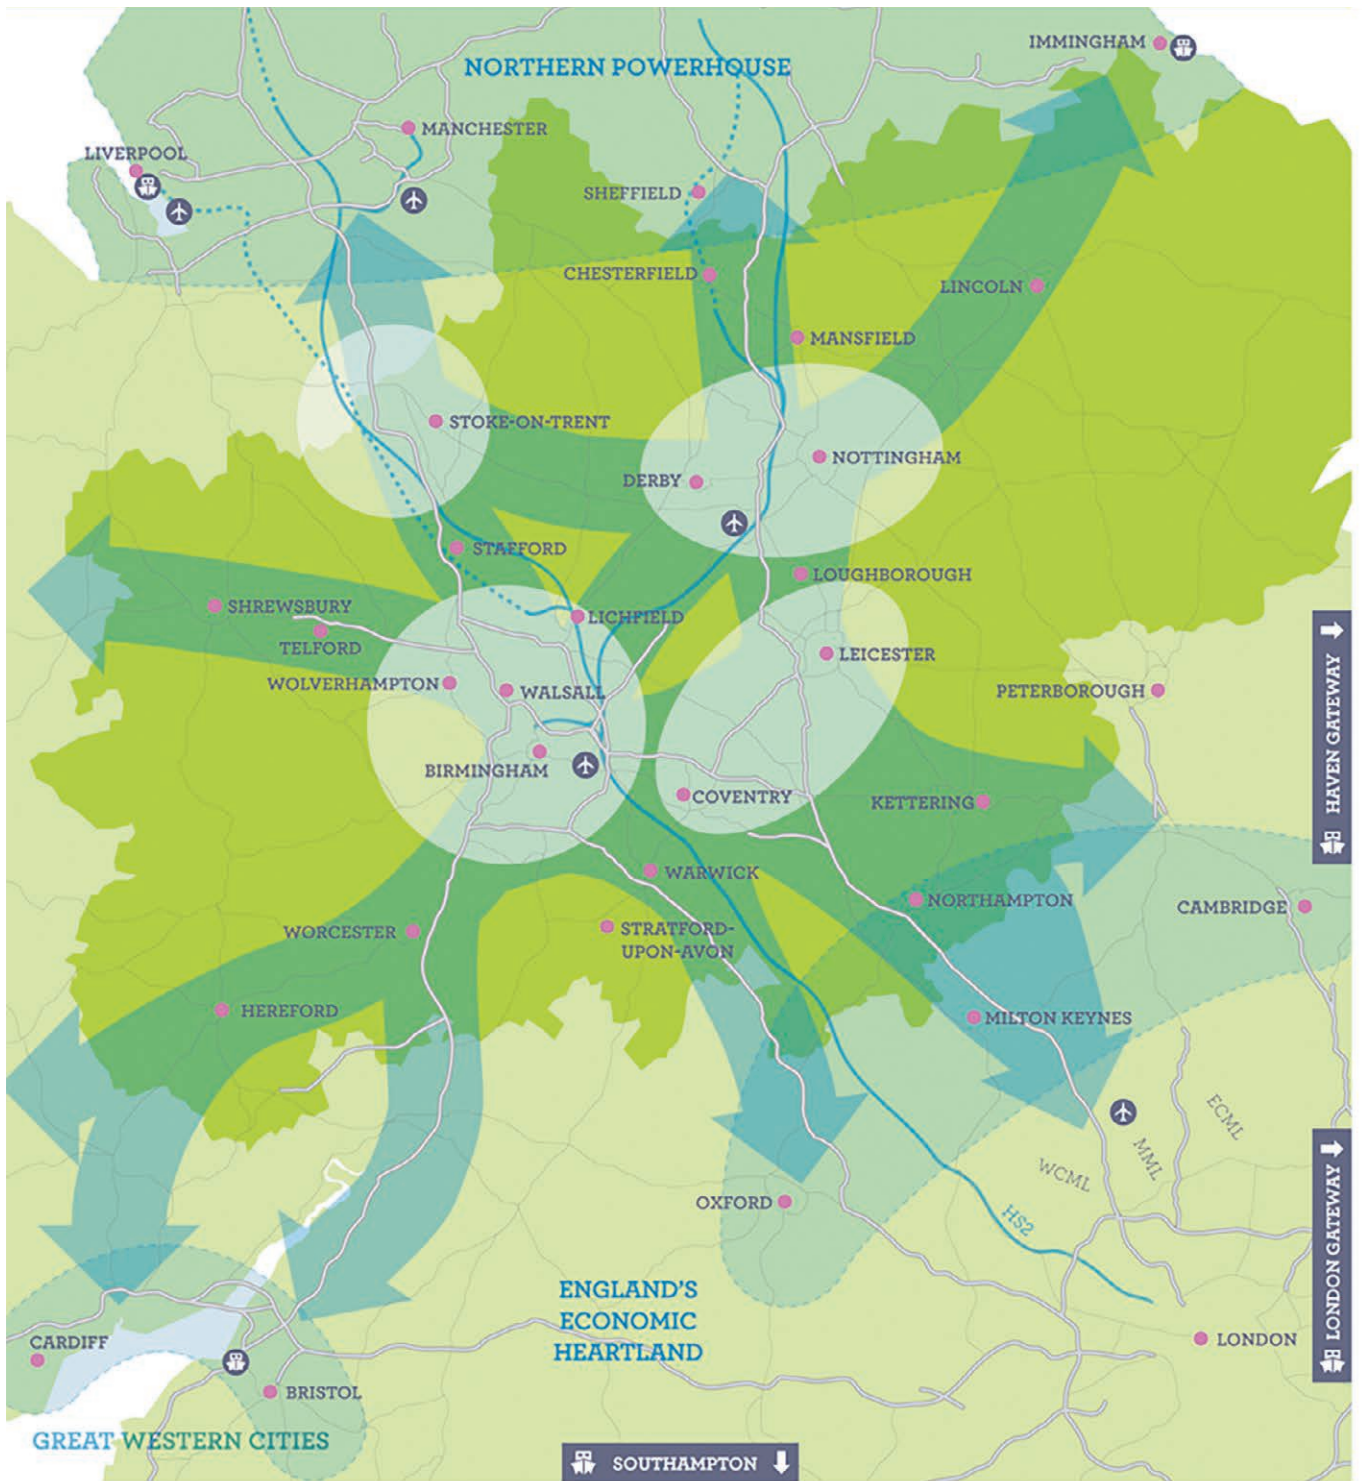 IMMINGHAM
NORTHERN POWERHOUSE
MANCHESTER
LIVERPOOL
SHEFFIELD
CHESTERFIELD
LINCOLN
MANSFIELD
STOKE-ON-TRENT
NOTTINGHAM
DERBY
STAFFORD
LOUGHBOROUGH
SHREWSBURY
LICHFIELD
TELFORD
LEICESTER
WOLVERHAMPTON
WALSALL
PETERBOROUGH
HAVEN GATEWAY
BIRMINGHAM
COVENTRY
KETTERING
WARWICK
NORTHAMPTON
CAMBRIDGE
WORCESTER
STRATFORD-
UPON-AVON
HEREFORD
MILTON KEYNES
ECML
MML
WCML
OXFORD
HS2
LONDON GATEWAY
ENGLAND'S
ECONOMIC
HEARTLAND
LONDON
CARDIFF
BRISTOL
GREAT WESTERN CITIES
SOUTHAMPTON